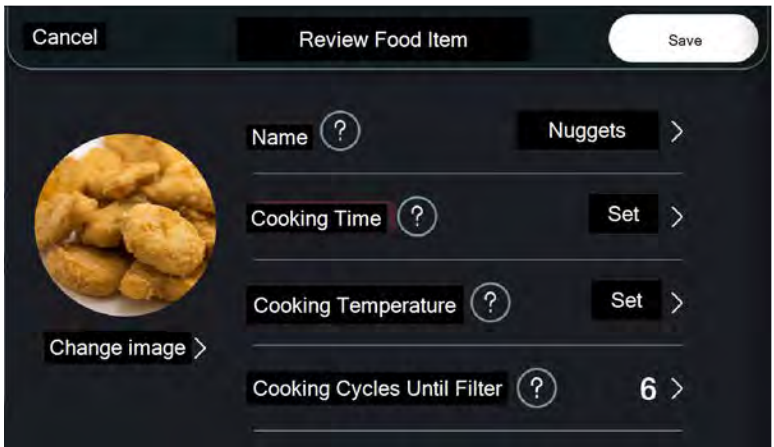 Cancel
Review Food Item
Save
Name ?
Nuggets >
Cooking Time ?
Set >
Cooking Temperature ?
Set >
Change image >
Cooking Cycles Until Filter ?
6 >